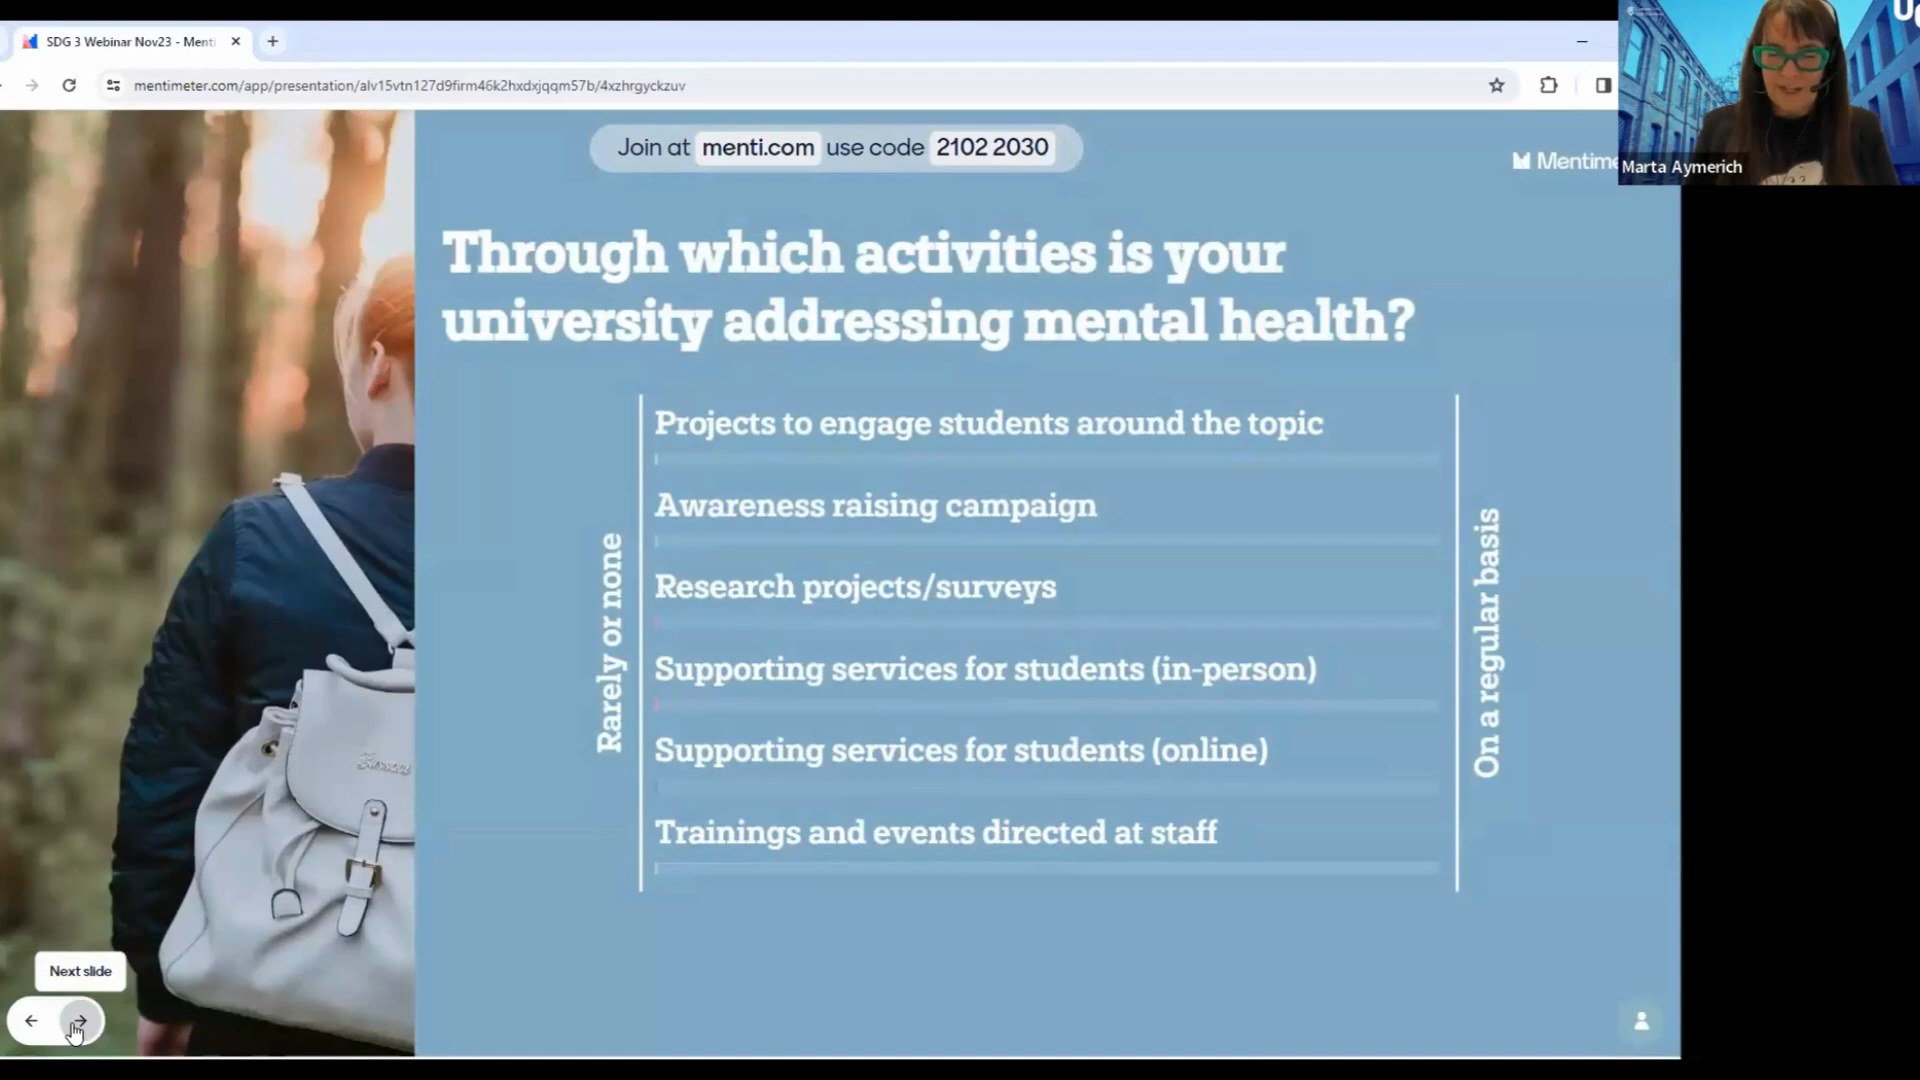 SDG 3 Webinar Nov23 - Menti
mentimeter.com/app/presentation/alv15vtn127d9firm46k2hxdxjqqm57b/4xzhrgyckzuv
Join at menti.com use code 2102 2030
Mentime
Marta Aymerich
Through which activities is your
university addressing mental health?
Rarely or none
Projects to engage students around the topic
Awareness raising campaign
Research projects/surveys
Supporting services for students (in-person)
Supporting services for students (online)
Trainings and events directed at staff
On a regular basis
Next slide